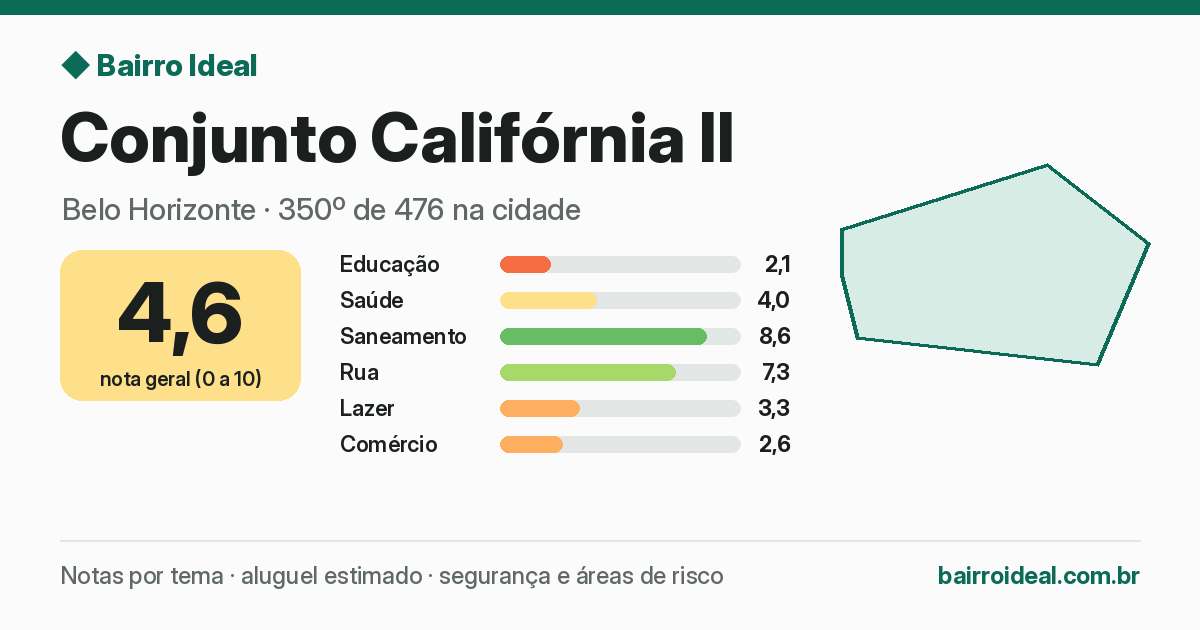 Bairro Ideal
Conjunto Califórnia II
Belo Horizonte · 350º de 476 na cidade
4,6
nota geral (0 a 10)
Educação 2,1
Saúde 4,0
Saneamento 8,6
Rua 7,3
Lazer 3,3
Comércio 2,6
Notas por tema · aluguel estimado · segurança e áreas de risco
bairroideal.com.br